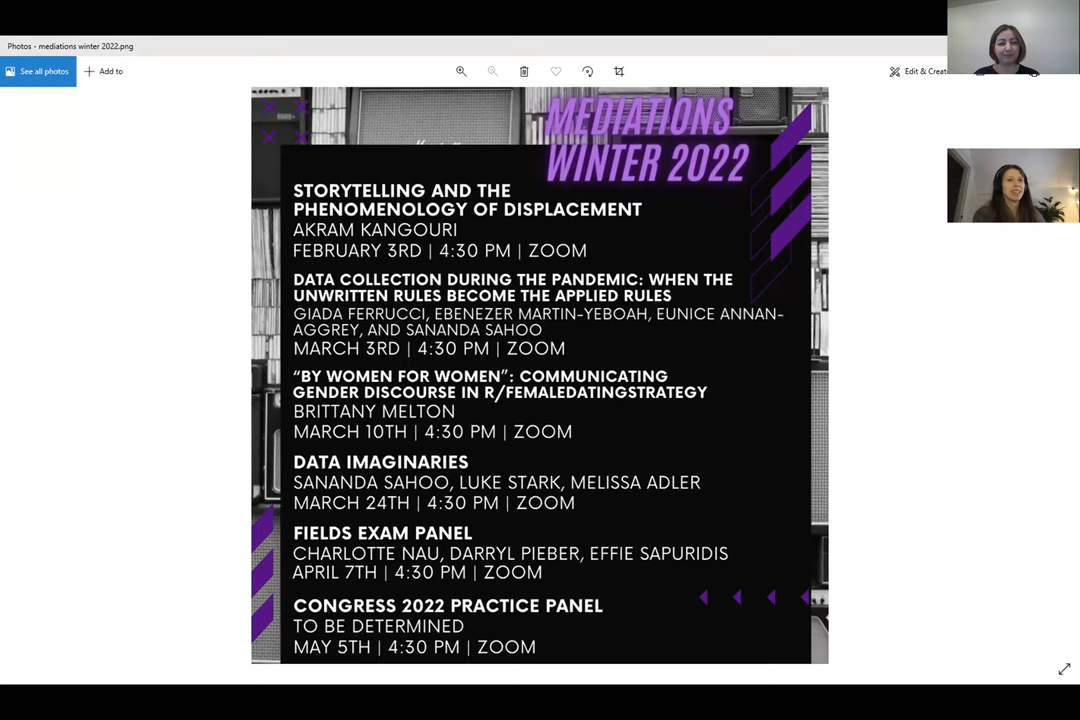 Photos - mediations winter 2022.png
See all photos
Add to
Edit & Create
MEDIATIONS
WINTER 2022
STORYTELLING AND THE
PHENOMENOLOGY OF DISPLACEMENT
AKRAM KANGOURI
FEBRUARY 3RD | 4:30 PM | ZOOM
DATA COLLECTION DURING THE PANDEMIC: WHEN THE
UNWRITTEN RULES BECOME THE APPLIED RULES
GIADA FERRUCCI, EBENEZER MARTIN-YEBOAH, EUNICE ANNAN-
AGGREY, AND SANANDA SAHOO
MARCH 3RD | 4:30 PM | ZOOM
“BY WOMEN FOR WOMEN”: COMMUNICATING
GENDER DISCOURSE IN R/FEMALEDATINGSTRATEGY
BRITTANY MELTON
MARCH 10TH | 4:30 PM | ZOOM
DATA IMAGINARIES
SANANDA SAHOO, LUKE STARK, MELISSA ADLER
MARCH 24TH | 4:30 PM | ZOOM
FIELDS EXAM PANEL
CHARLOTTE NAU, DARRYL PIEBER, EFFIE SAPURIDIS
APRIL 7TH | 4:30 PM | ZOOM
CONGRESS 2022 PRACTICE PANEL
TO BE DETERMINED
MAY 5TH | 4:30 PM | ZOOM